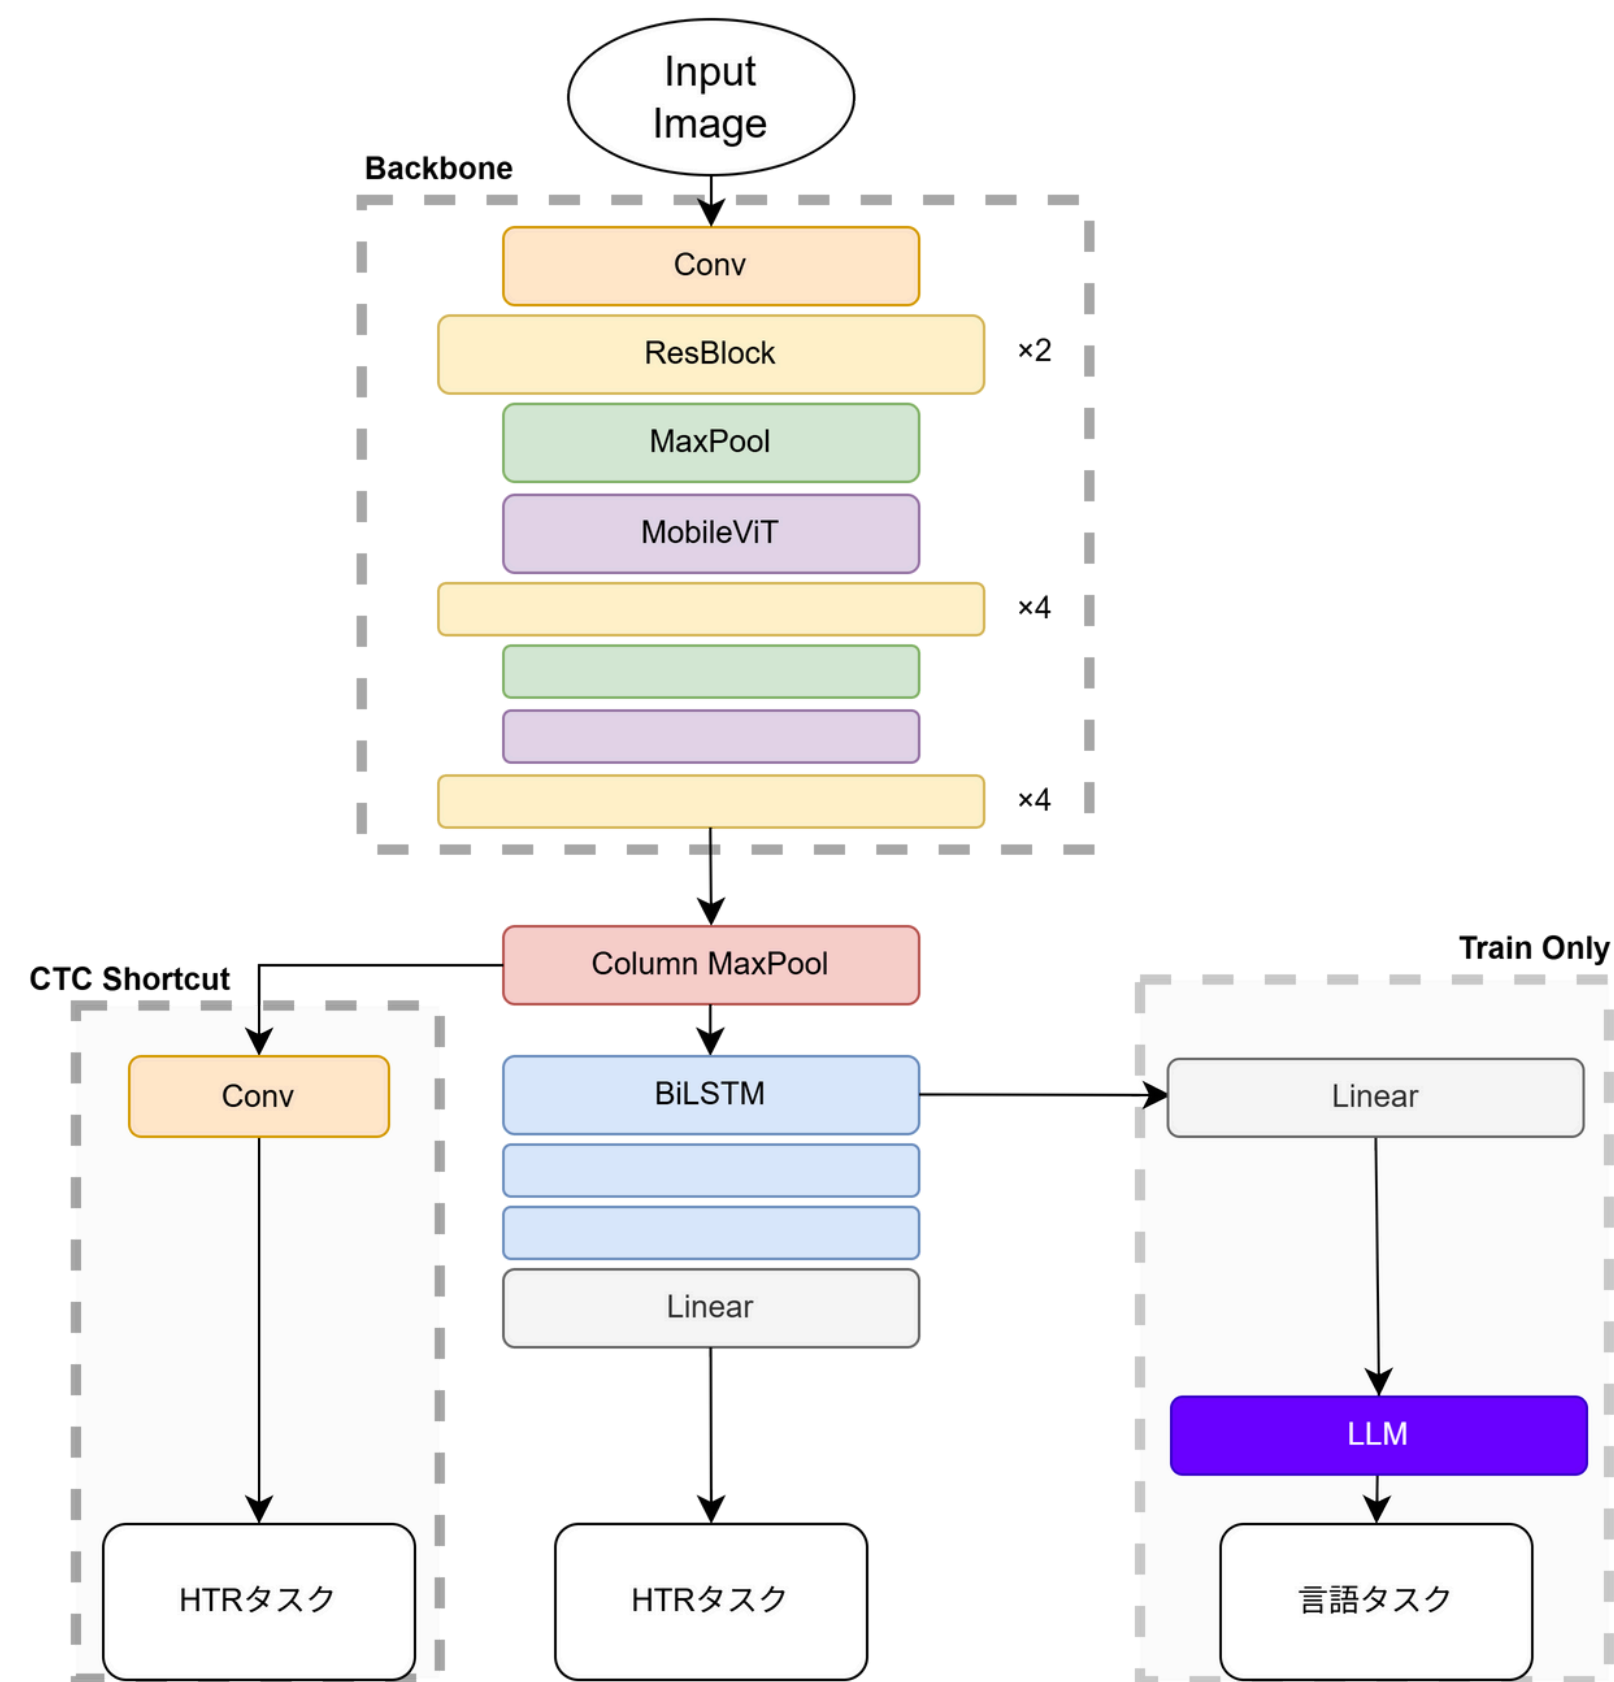 Input
Image
Backbone
Conv
ResBlock
×2
MaxPool
MobileViT
×4
×4
Column MaxPool
CTC Shortcut
Train Only
Conv
BiLSTM
Linear
Linear
LLM
HTRタスク
HTRタスク
言語タスク